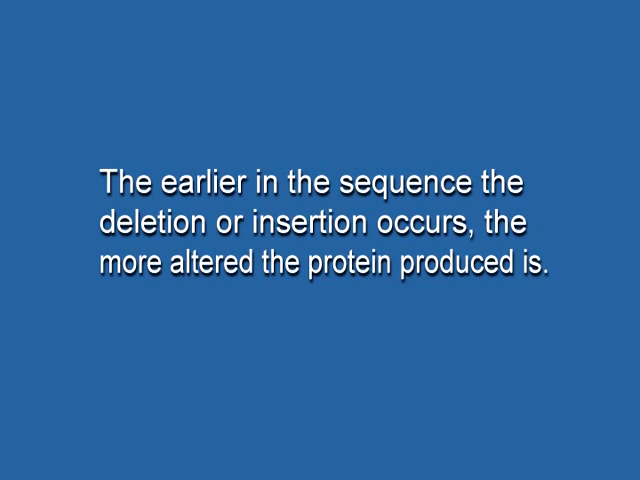 The earlier in the sequence the
deletion or insertion occurs, the
more altered the protein produced is.